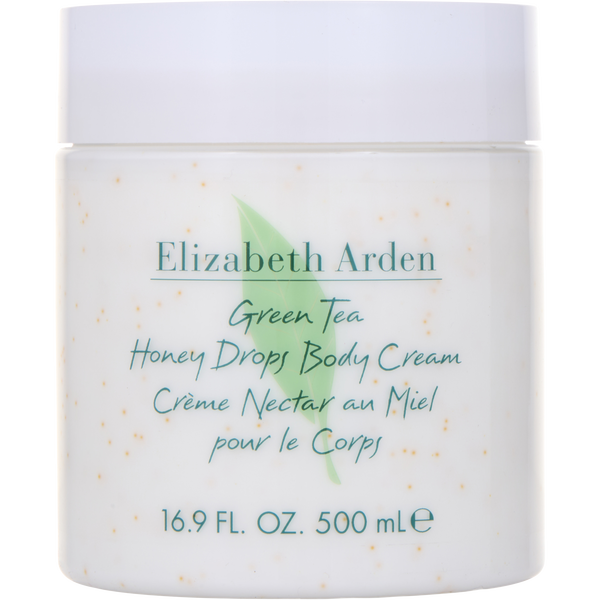 Elizabeth Arden
Green Tea
Honey Drops Body Cream
Crème Nectar au Miel
pour le Corps
16.9 FL. OZ. 500 mL℮